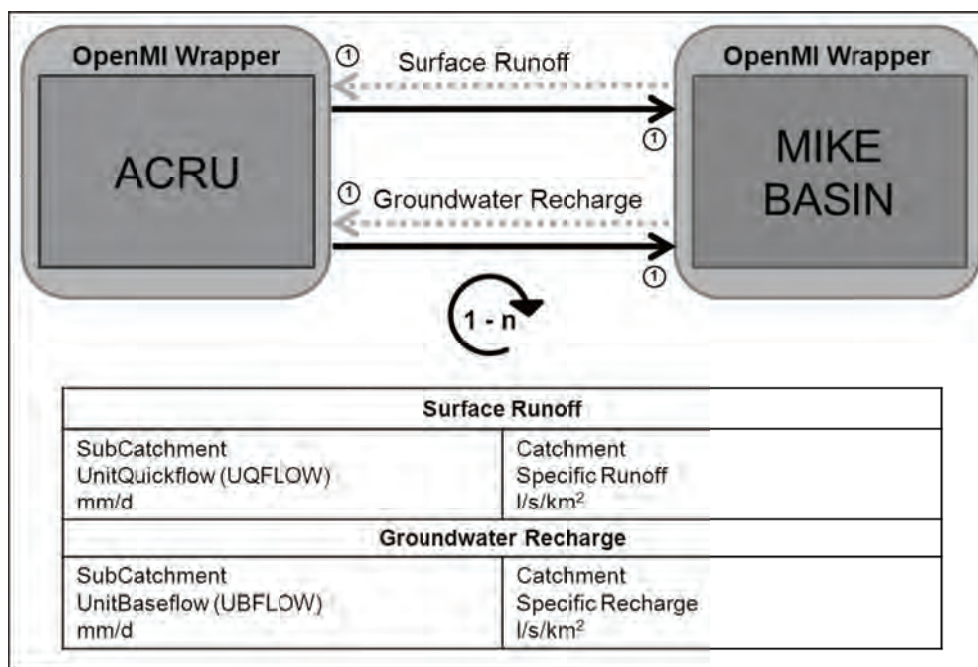 OpenMI Wrapper
ACRU
① Surface Runoff
①
① Groundwater Recharge
①
1 - n
OpenMI Wrapper
MIKE
BASIN
Surface Runoff
SubCatchment
UnitQuickflow (UQFLOW)
mm/d
Catchment
Specific Runoff
l/s/km²
Groundwater Recharge
SubCatchment
UnitBaseflow (UBFLOW)
mm/d
Catchment
Specific Recharge
l/s/km²